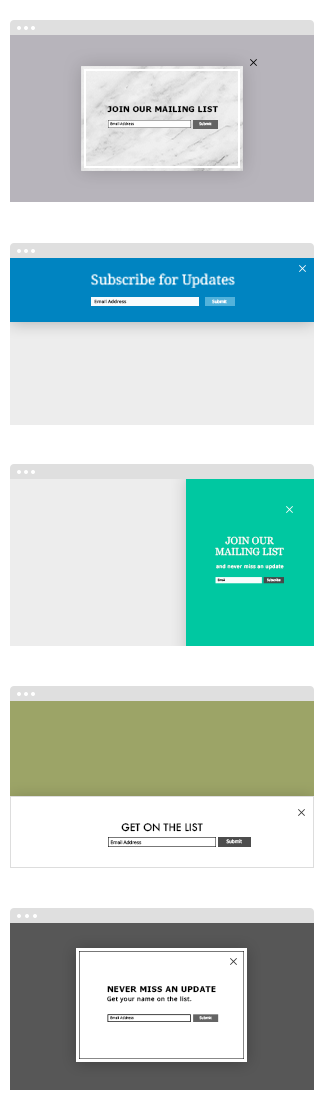 JOIN OUR MAILING LIST
Email Address Submit
Subscribe for Updates
Email Address Submit
JOIN OUR
MAILING LIST
and never miss an update
Email Subscribe
GET ON THE LIST
Email Address Submit
NEVER MISS AN UPDATE
Get your name on the list.
Email Address Submit